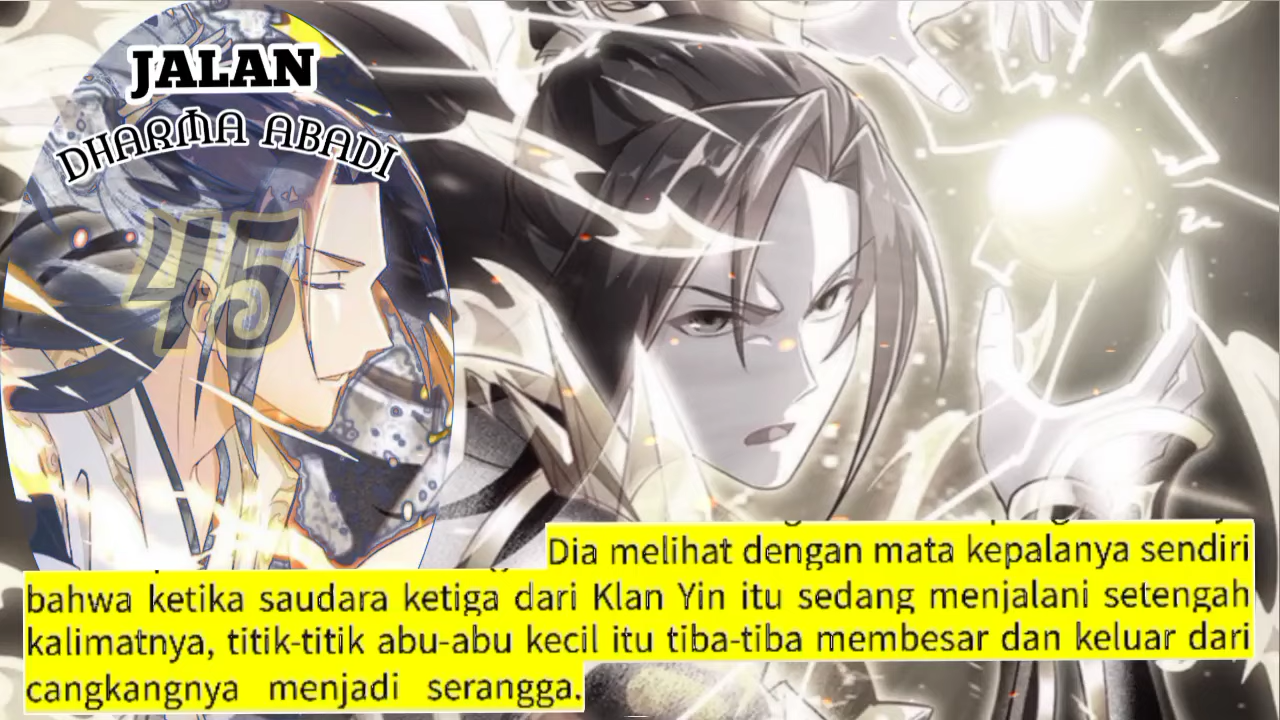 JALAN
DHARMA ABADI
45
Dia melihat dengan mata kepalanya sendiri
bahwa ketika saudara ketiga dari Klan Yin itu sedang menjalani setengah
kalimatnya, titik-titik abu-abu kecil itu tiba-tiba membesar dan keluar dari
cangkangnya menjadi serangga.